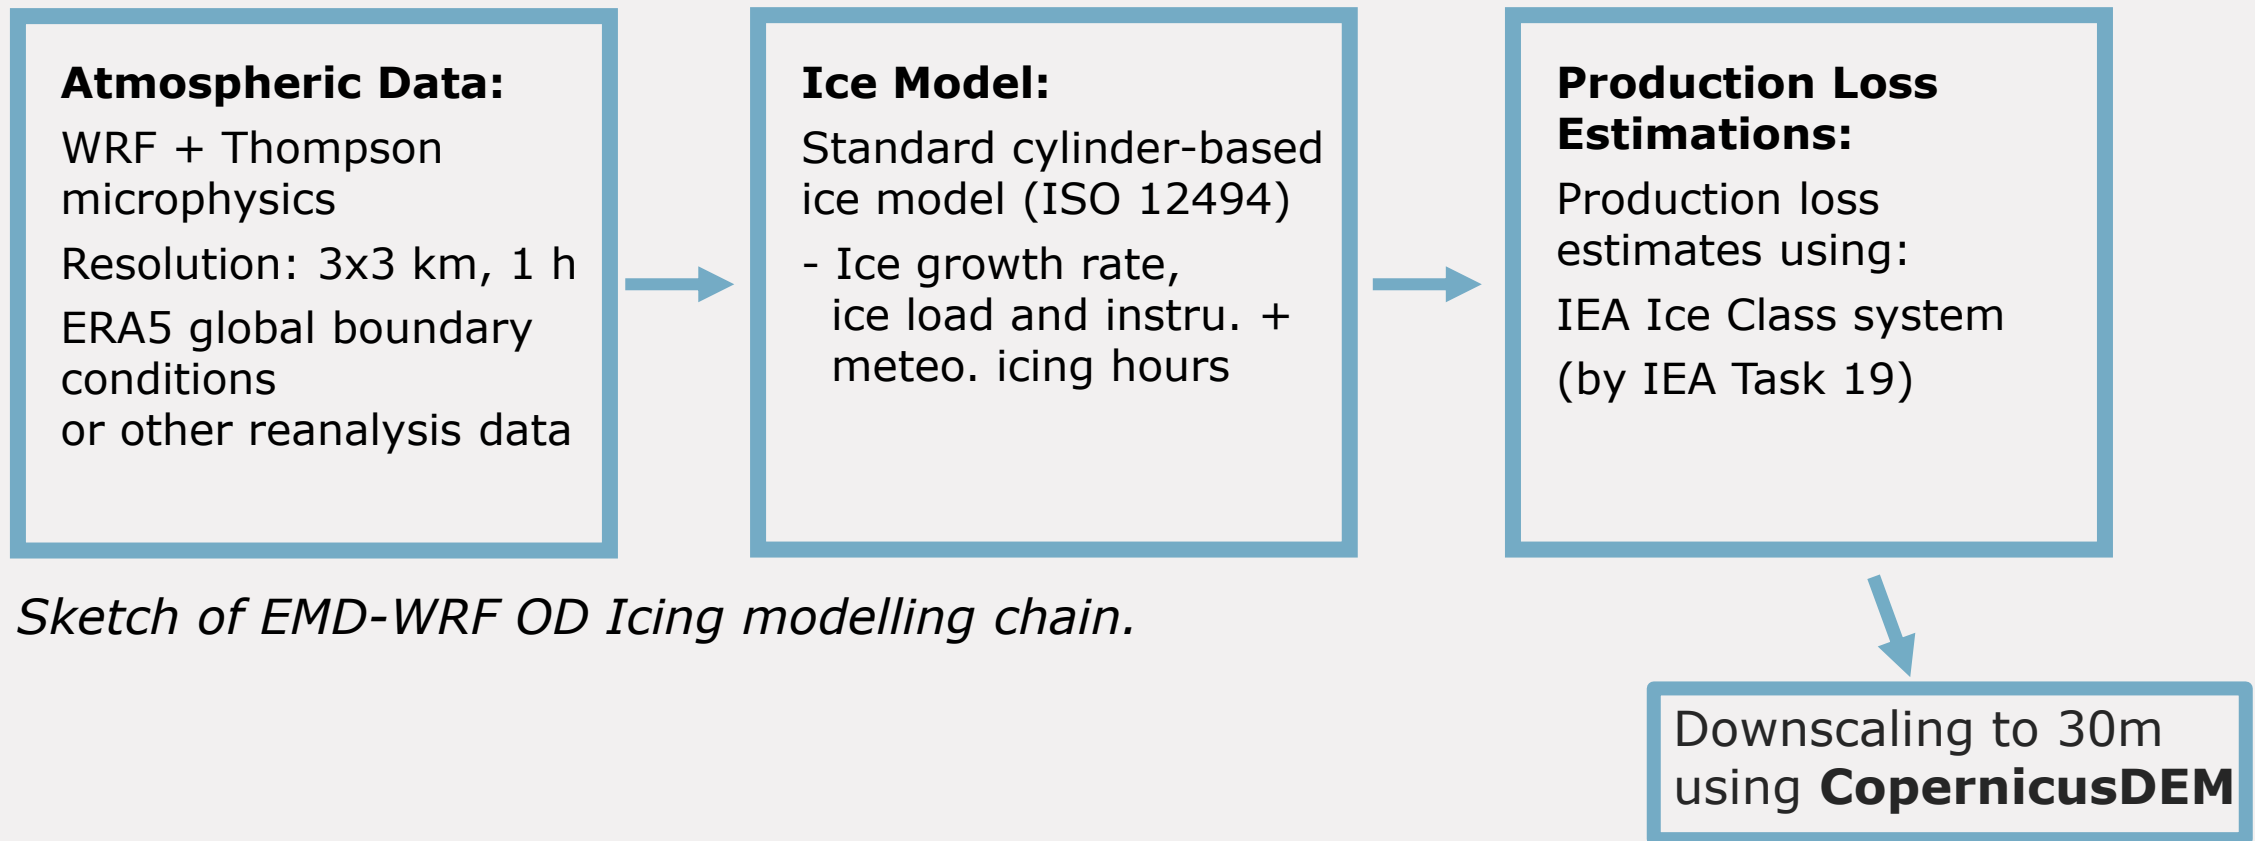 Atmospheric Data:
WRF + Thompson
microphysics
Resolution: 3x3 km, 1 h
ERA5 global boundary
conditions
or other reanalysis data
Ice Model:
Standard cylinder-based
ice model (ISO 12494)
- Ice growth rate,
ice load and instru. +
meteo. icing hours
Production Loss
Estimations:
Production loss
estimates using:
IEA Ice Class system
(by IEA Task 19)
Sketch of EMD-WRF OD Icing modelling chain.
Downscaling to 30m
using CopernicusDEM